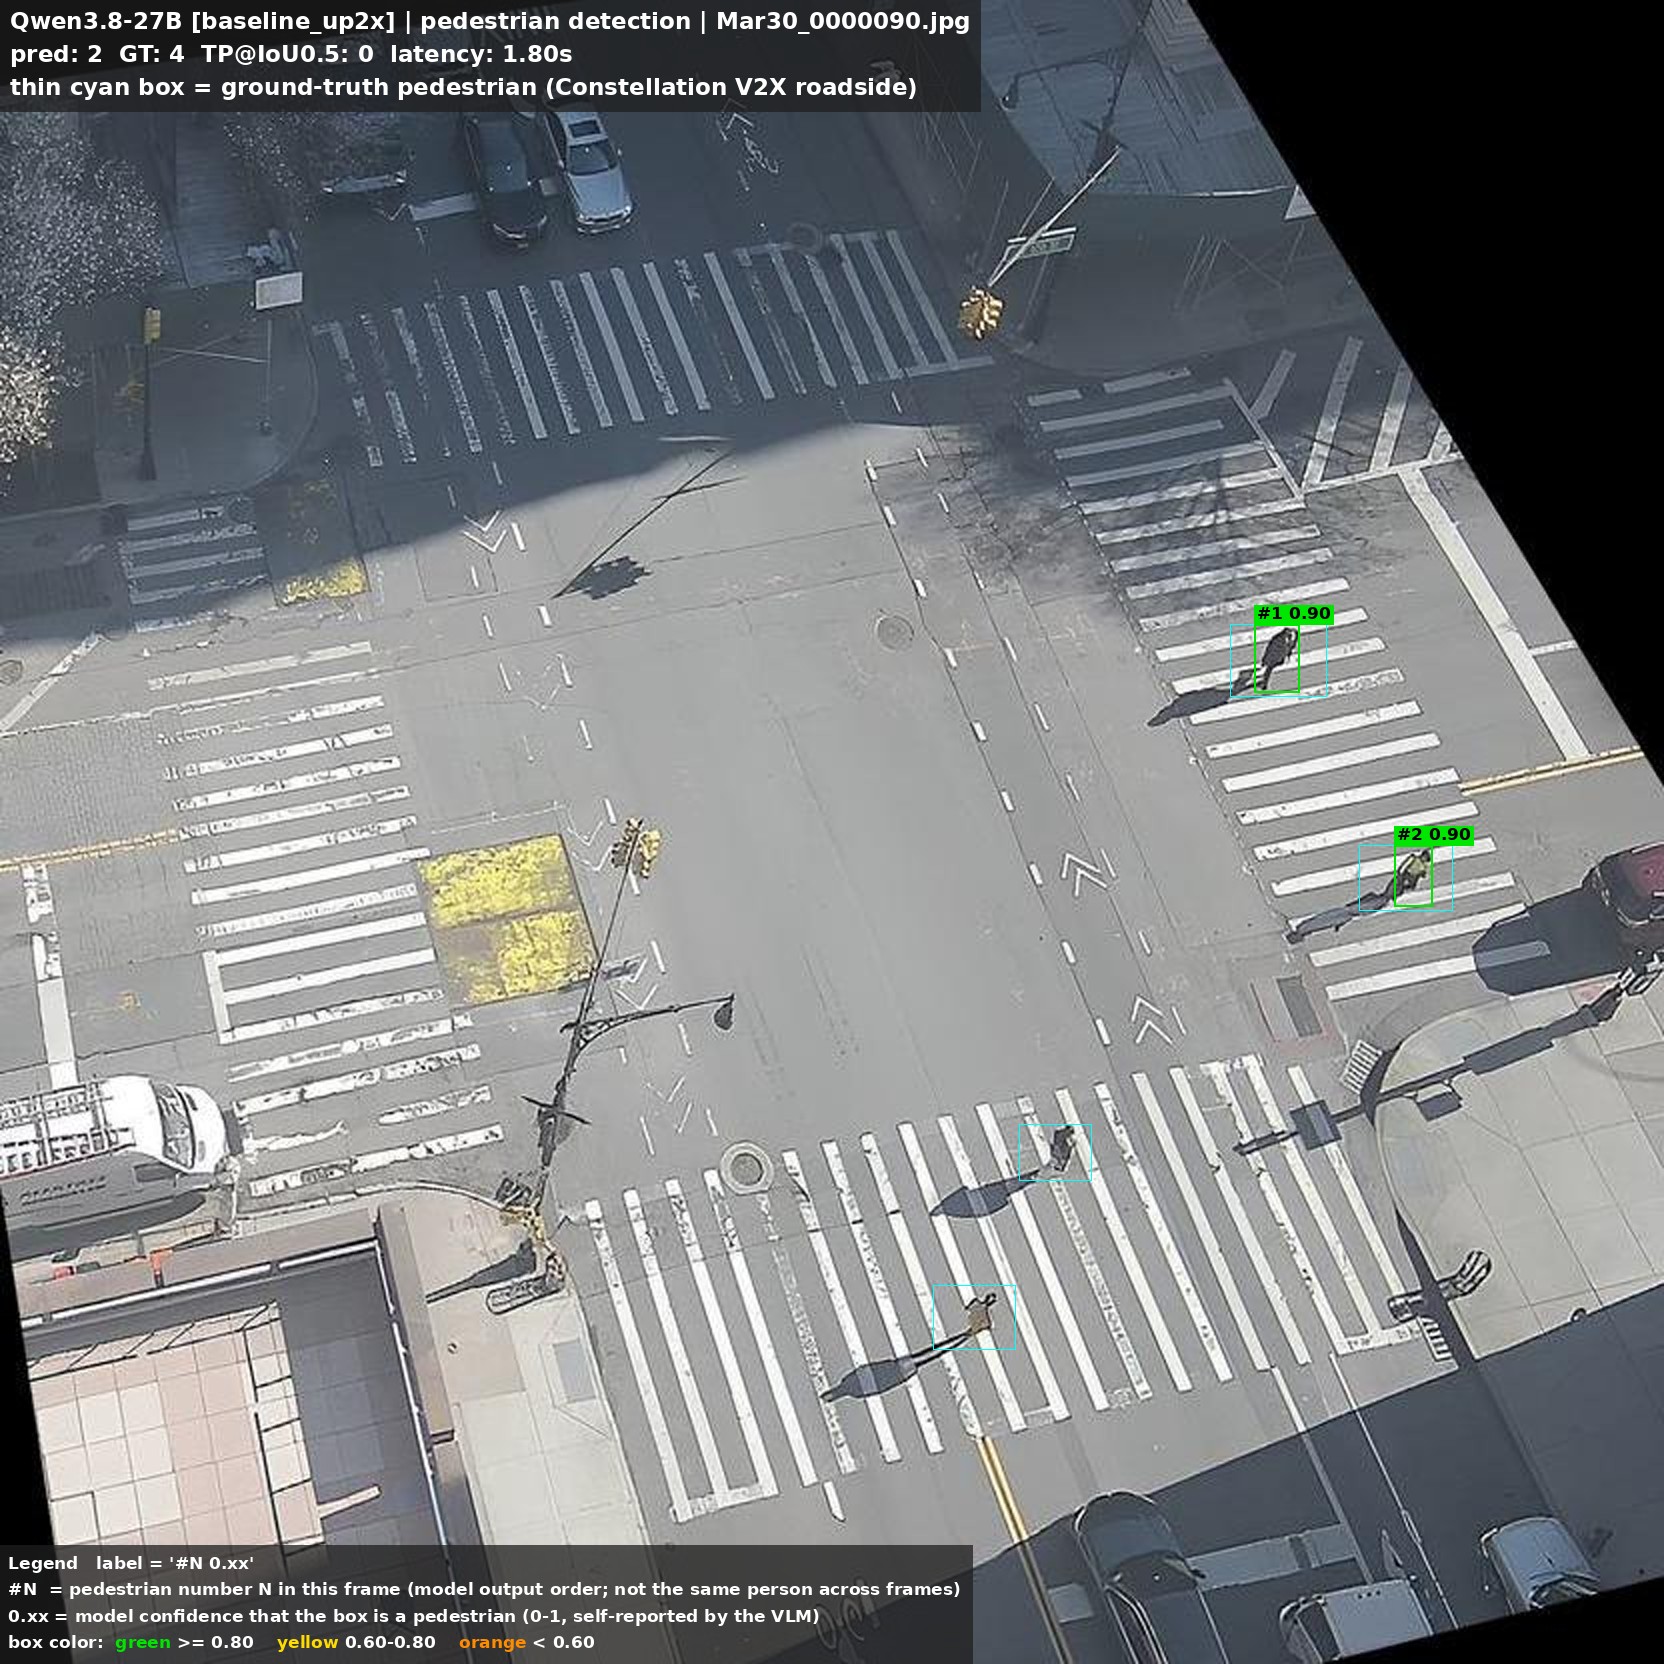 Qwen3.8-27B [baseline_up2x] | pedestrian detection | Mar30_0000090.jpg
pred: 2  GT: 4  TP@IoU0.5: 0  latency: 1.80s
thin cyan box = ground-truth pedestrian (Constellation V2X roadside)
#1 0.90
#2 0.90
Legend   label = '#N 0.xx'
#N  = pedestrian number N in this frame (model output order; not the same person across frames)
0.xx = model confidence that the box is a pedestrian (0-1, self-reported by the VLM)
box color:  green >= 0.80    yellow 0.60-0.80    orange < 0.60